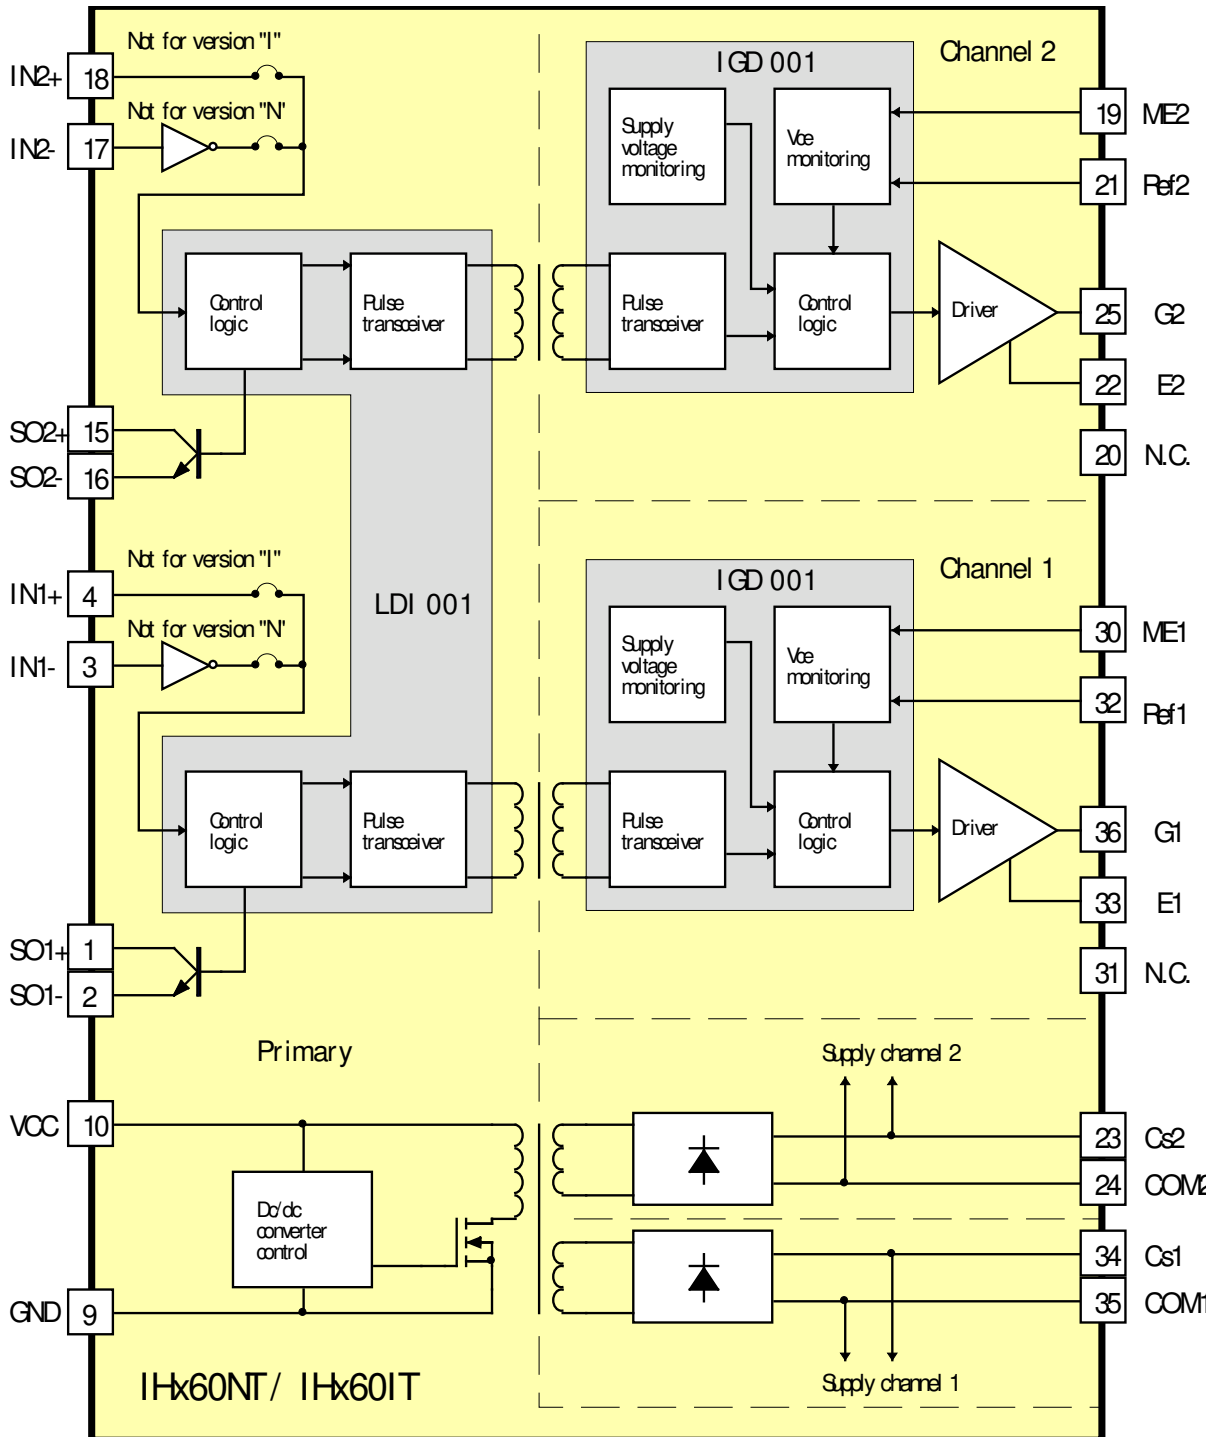 Not for version "I"
IN2+ 18
Not for version "N"
IN2- 17
IGD 001
Channel 2
Supply
voltage
monitoring
Vce
monitoring
19 ME2
21 Ref2
Control
logic
Pulse
transceiver
Pulse
transceiver
Control
logic
Driver
25 G2
22 E2
SO2+ 15
SO2- 16
20 N.C.
Not for version "I"
IN1+ 4
Not for version "N"
IN1- 3
LDI 001
IGD 001
Channel 1
Supply
voltage
monitoring
Vce
monitoring
30 ME1
32 Ref1
Control
logic
Pulse
transceiver
Pulse
transceiver
Control
logic
Driver
36 G1
33 E1
SO1+ 1
SO1- 2
31 N.C.
Primary
Supply channel 2
VCC 10
23 Cs2
24 COM2
Dc/dc
converter
control
34 Cs1
35 COM1
GND 9
Supply channel 1
IHx60NT / IHx60IT